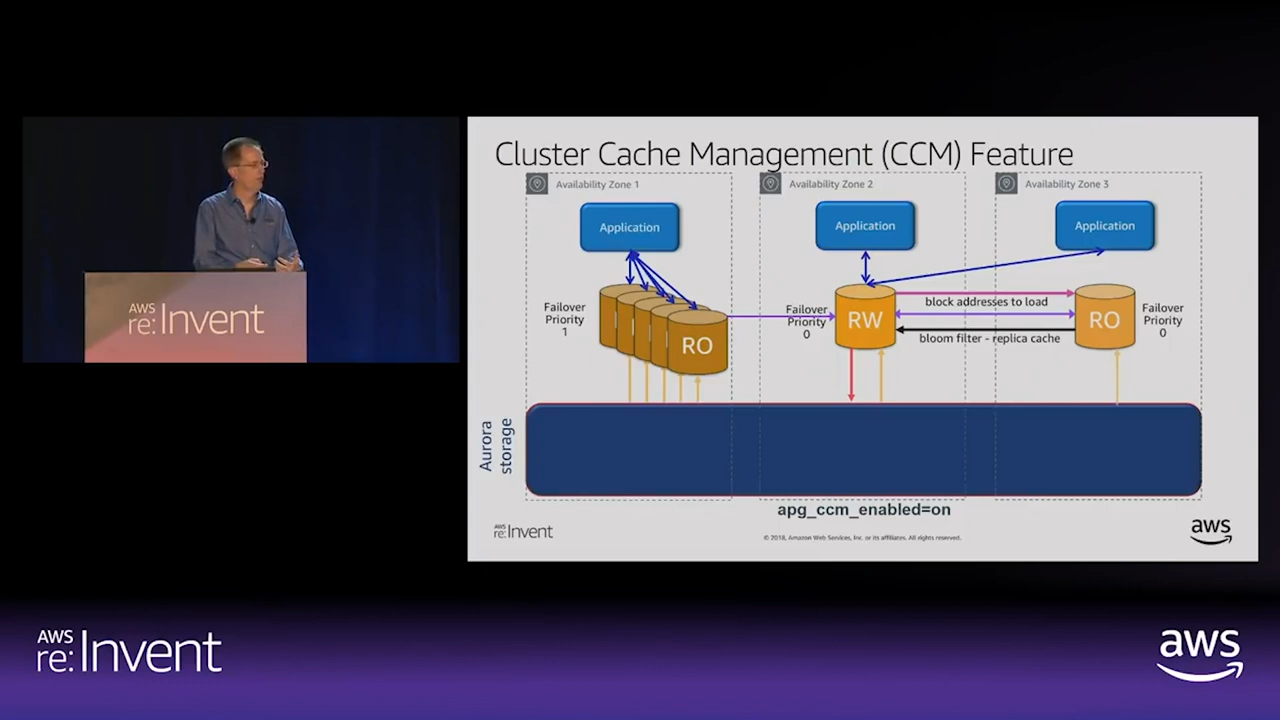 AWS
re:Invent
Cluster Cache Management (CCM) Feature
Availability Zone 1
Availability Zone 2
Availability Zone 3
Application
Application
Application
Failover
Priority
1
RO
Failover
Priority
0
RW
block addresses to load
bloom filter - replica cache
RO
Failover
Priority
0
Aurora
storage
apg_ccm_enabled=on
AWS
re:Invent
© 2018, Amazon Web Services, Inc. or its affiliates. All rights reserved.
aws
AWS
re:Invent
aws